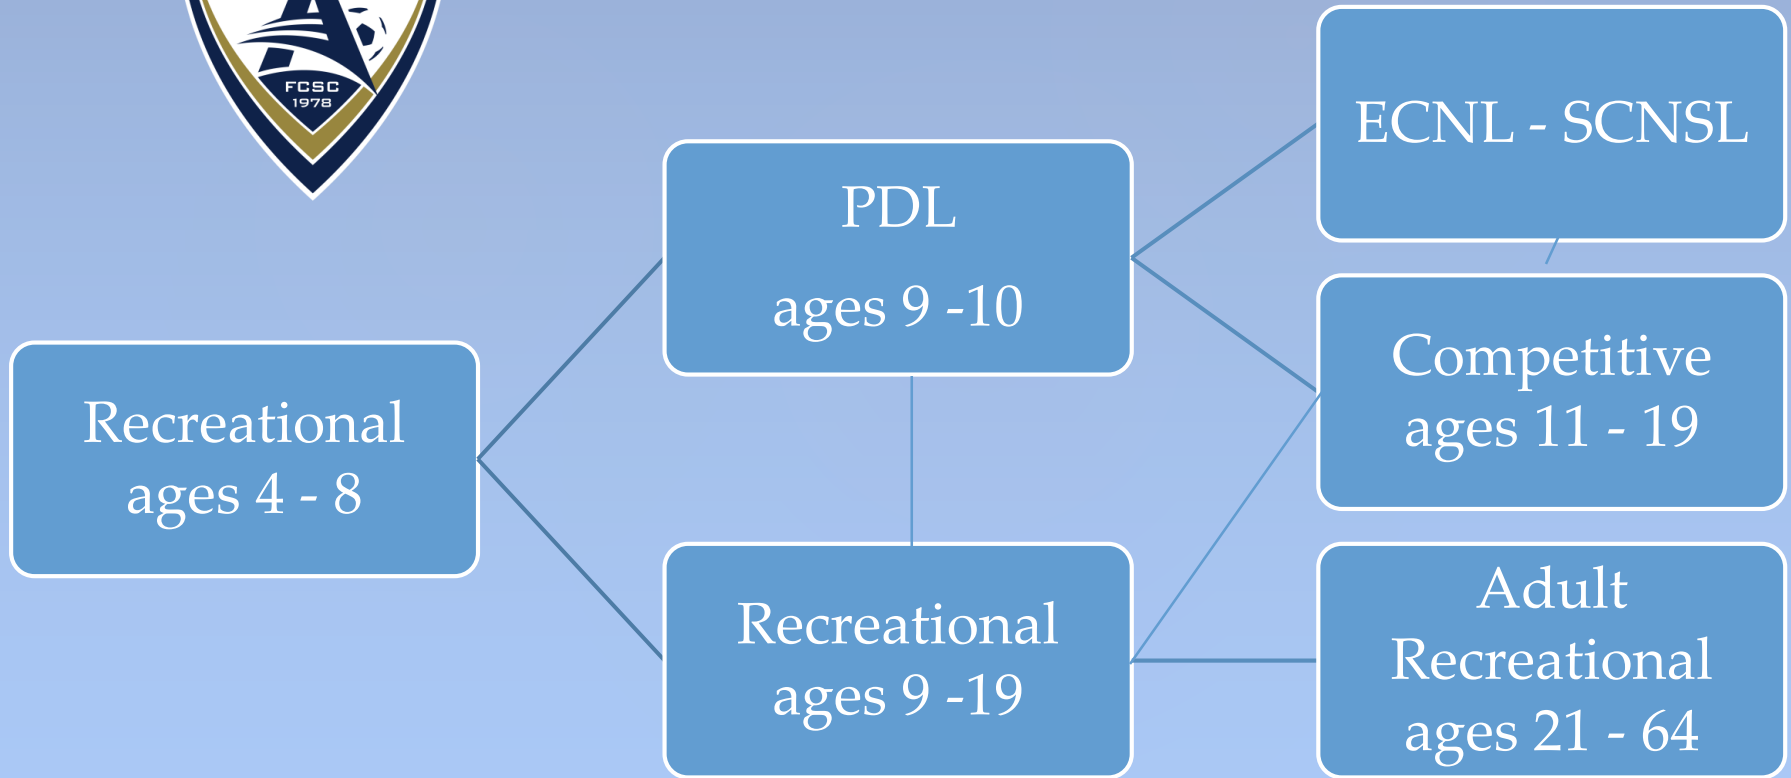 FCSC
1978
ECNL - SCNSL
PDL
ages 9 -10
Competitive
ages 11 - 19
Recreational
ages 4 - 8
Recreational
ages 9 -19
Adult
Recreational
ages 21 - 64